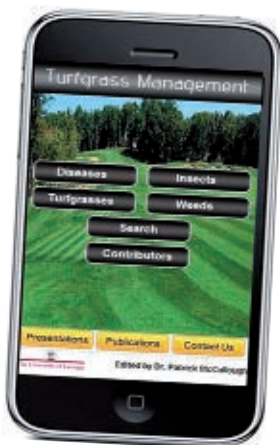 Turfgrass Management
Diseases Insects
Turfgrasses Weeds
Search
Contributors
Presentations Publications Contact Us
Edited by Dr. Patrick McCullough